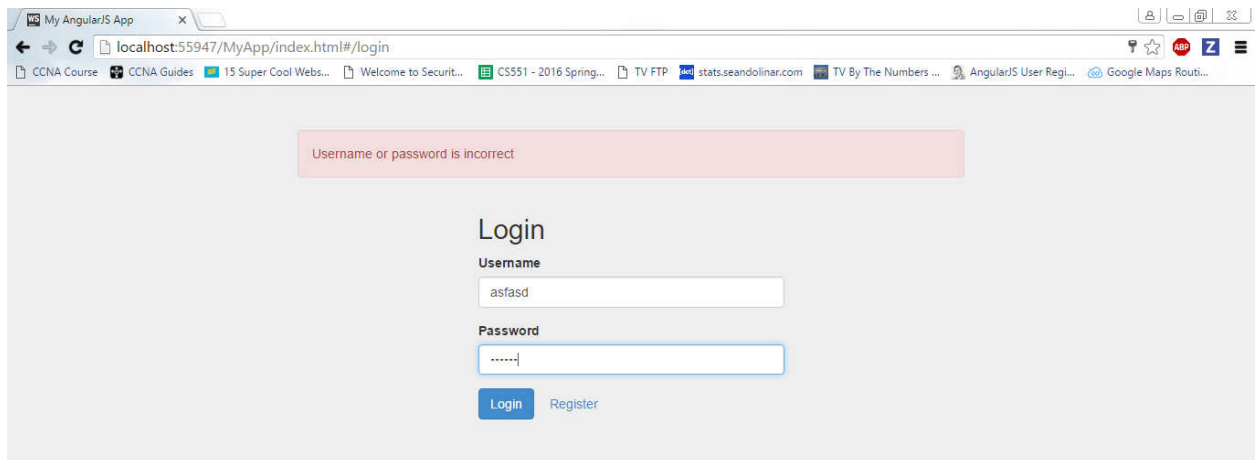 WS My AngularJS App
localhost:55947/MyApp/index.html#/login
ABP Z
CCNA Course CCNA Guides 15 Super Cool Webs... Welcome to Securit... CS551 - 2016 Spring... TV FTP stats.seandolinar.com TV By The Numbers ... AngularJS User Regi... Google Maps Routi...
Username or password is incorrect
Login
Username
asfasd
Password
Login Register